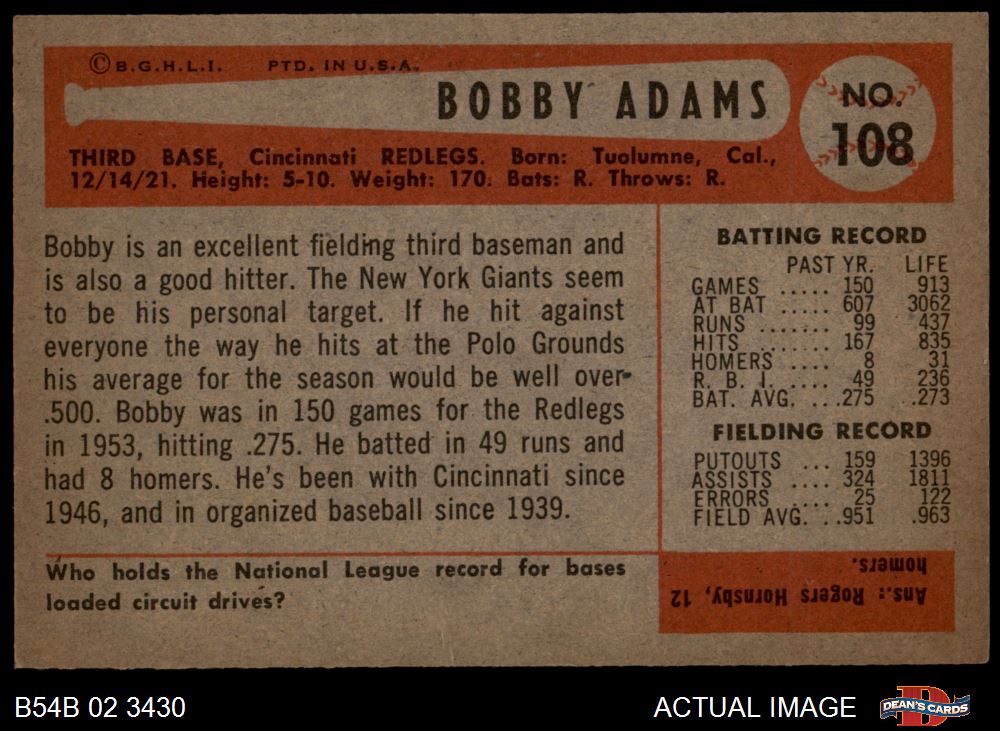 ©B.G.H.L.I. PTD. IN U.S.A.
BOBBY ADAMS
NO.
108
THIRD BASE, Cincinnati REDLEGS. Born: Tuolumne, Cal.,
12/14/21. Height: 5-10. Weight: 170. Bats: R. Throws: R.
Bobby is an excellent fielding third baseman and
is also a good hitter. The New York Giants seem
to be his personal target. If he hit against
everyone the way he hits at the Polo Grounds
his average for the season would be well over
.500. Bobby was in 150 games for the Redlegs
in 1953, hitting .275. He batted in 49 runs and
had 8 homers. He's been with Cincinnati since
1946, and in organized baseball since 1939.
BATTING RECORD
PAST YR. LIFE
GAMES ..... 150 913
AT BAT ..... 607 3062
RUNS ....... 99 437
HITS ........ 167 835
HOMERS .... 8 31
R. B. I. .... 49 236
BAT. AVG. ...275 .273
FIELDING RECORD
PUTOUTS ... 159 1396
ASSISTS .... 324 1811
ERRORS .... 25 122
FIELD AVG. ..951 .963
Who holds the National League record for bases
loaded circuit drives?
Ans.: Rogers Hornsby, 12
homers.
B54B 02 3430
ACTUAL IMAGE
D
DEAN'S CARDS